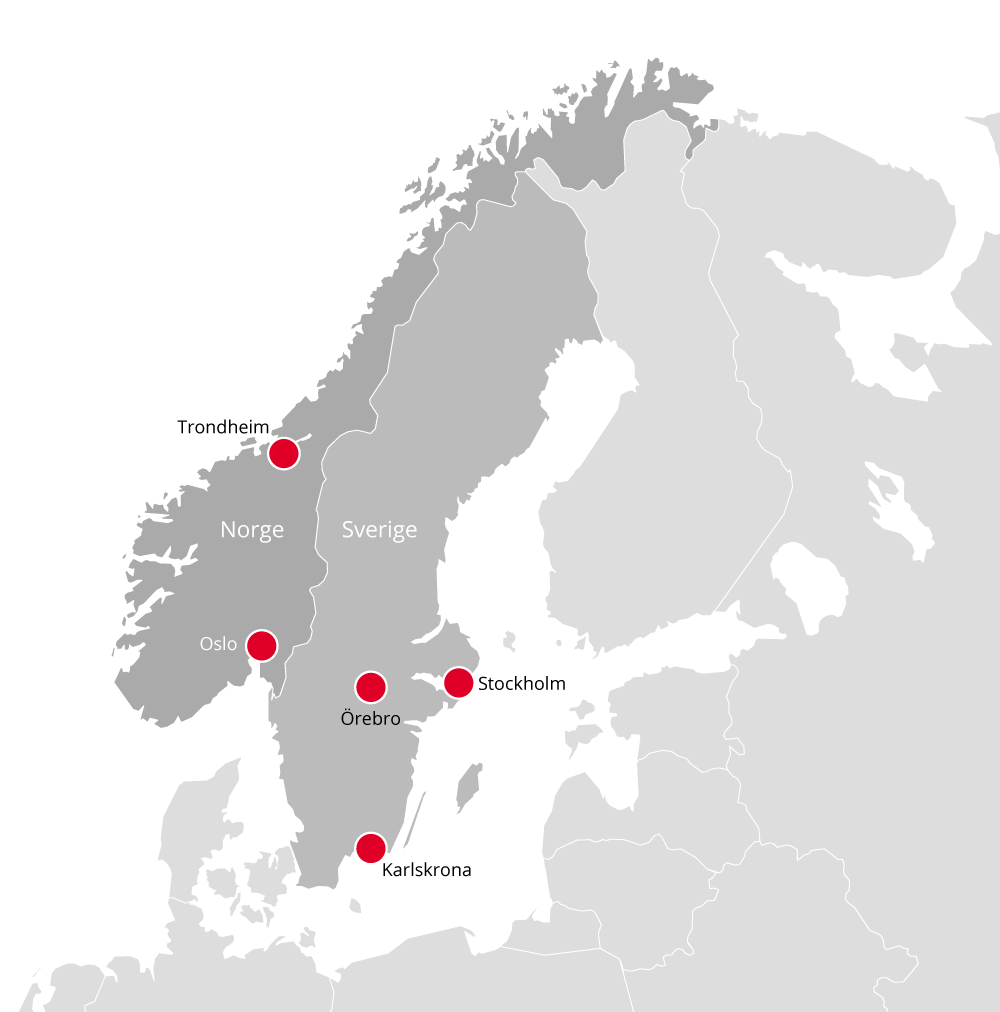 Trondheim
Norge
Sverige
Oslo
Stockholm
Örebro
Karlskrona